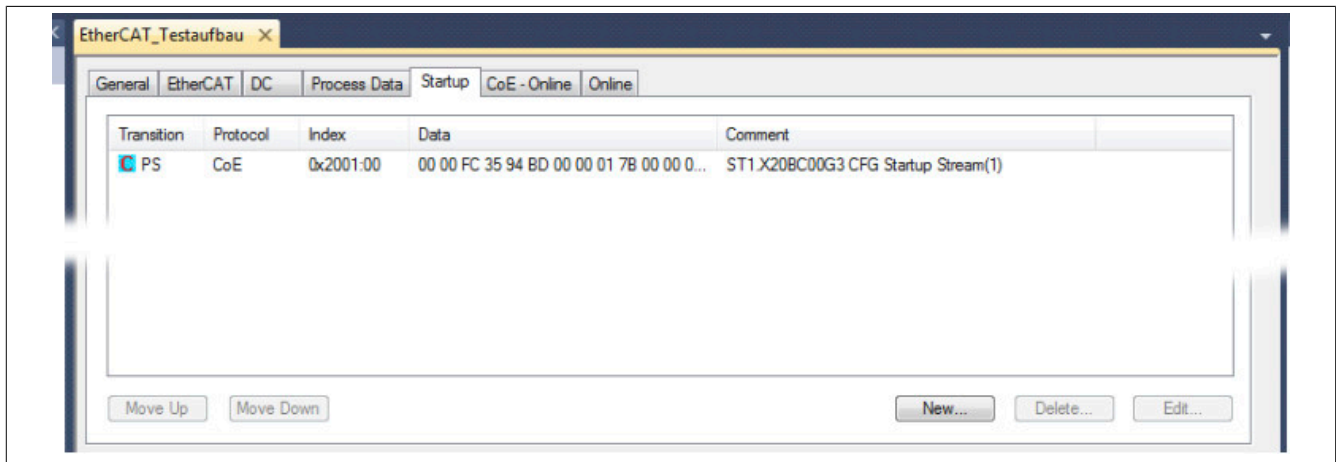 EtherCAT_Testaufbau
General EtherCAT DC Process Data Startup CoE - Online Online
Transition Protocol Index Data Comment
C PS CoE 0x2001:00 00 00 FC 35 94 BD 00 00 01 7B 00 00 0... ST1.X20BC00G3 CFG Startup Stream(1)
Move Up Move Down New... Delete... Edit...